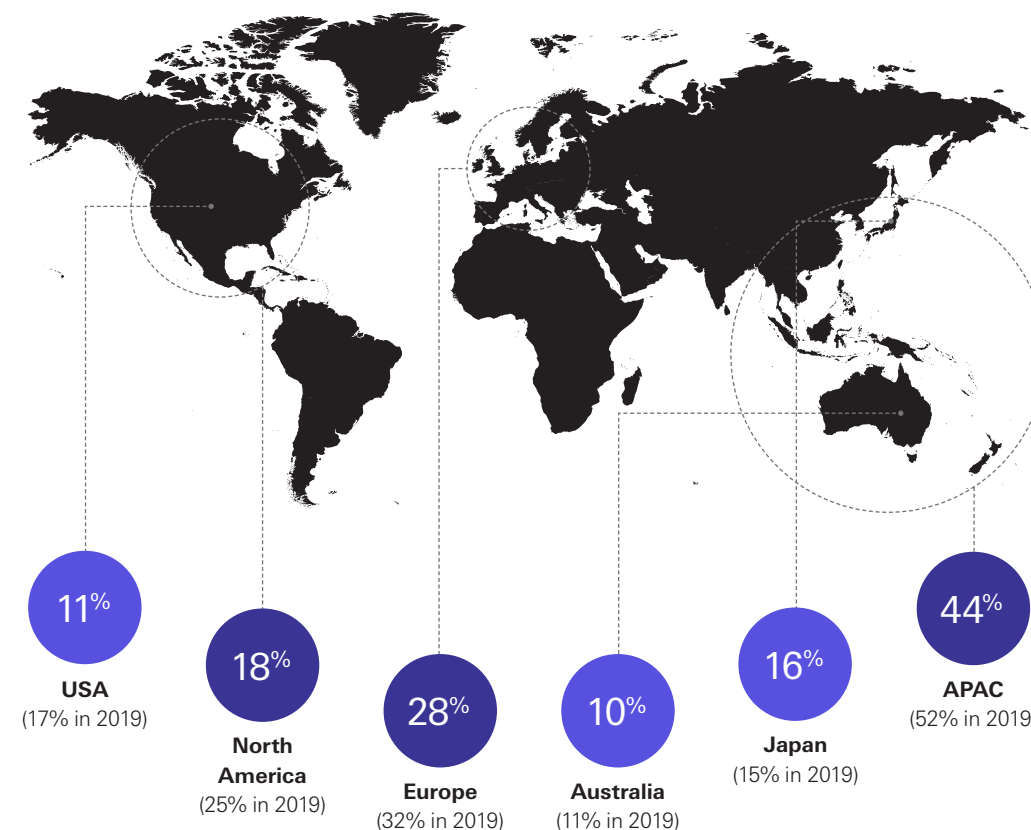 11%
USA
(17% in 2019)
18%
North
America
(25% in 2019)
28%
Europe
(32% in 2019)
10%
Australia
(11% in 2019)
16%
Japan
(15% in 2019)
44%
APAC
(52% in 2019